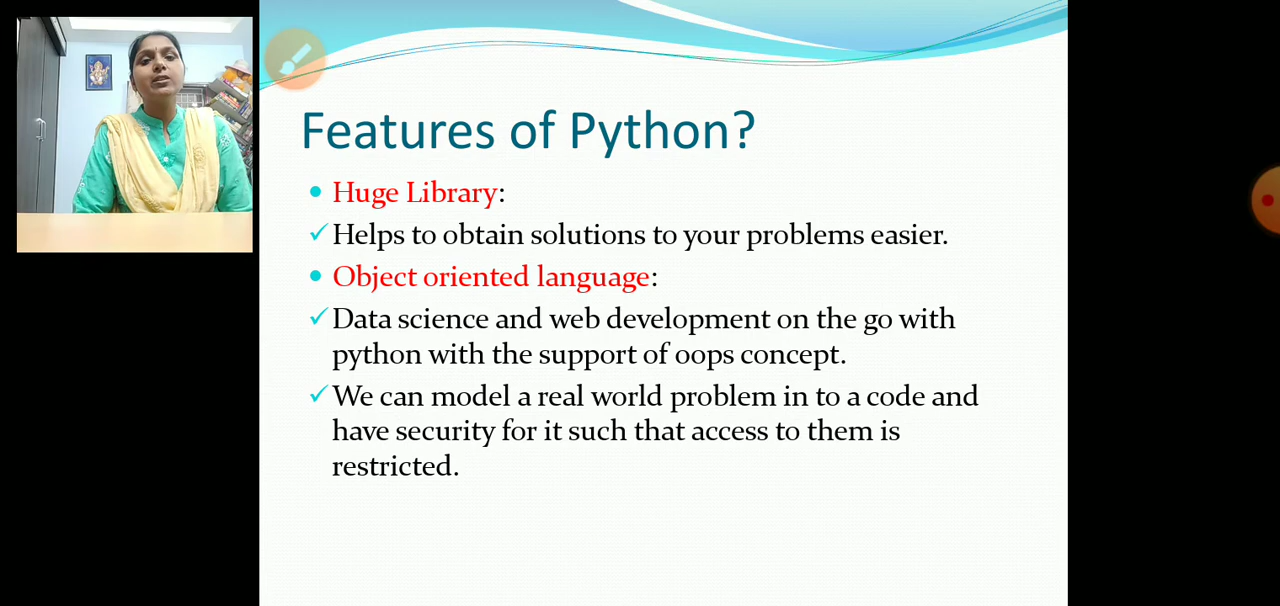 Features of Python?
Huge Library:
Helps to obtain solutions to your problems easier.
Object oriented language:
Data science and web development on the go with
python with the support of oops concept.
We can model a real world problem in to a code and
have security for it such that access to them is
restricted.